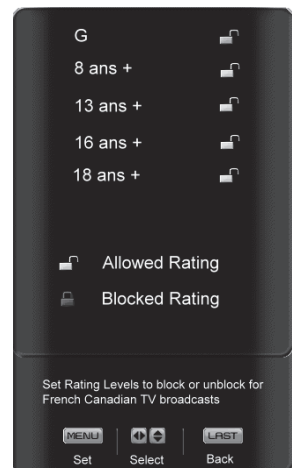 G
8 ans +
13 ans +
16 ans +
18 ans +
Allowed Rating
Blocked Rating
Set Rating Levels to block or unblock for
French Canadian TV broadcasts
MENU LAST
Set Select Back